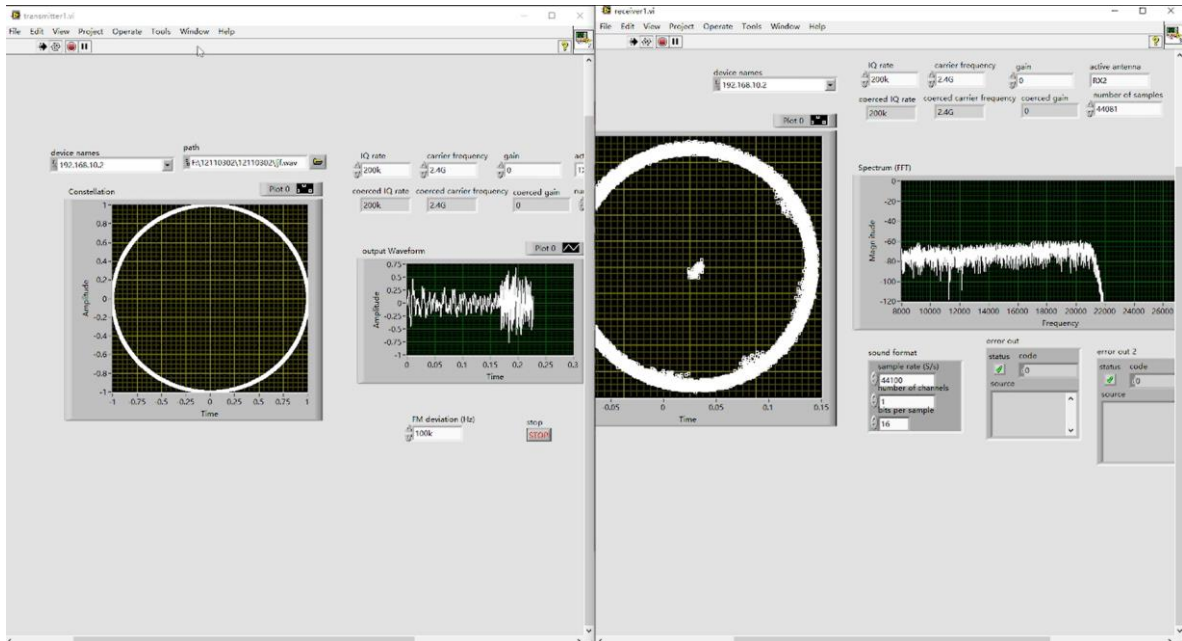 transmitter1.vi
File Edit View Project Operate Tools Window Help
device names
192.168.10.2
path
F:\12110302\12110302\jjf.wav
IQ rate
200k
carrier frequency
2.4G
gain
0
coerced IQ rate
200k
coerced carrier frequency
2.4G
coerced gain
0
Constellation
Plot 0
Amplitude
1
0.8
0.6
0.4
0.2
0
-0.2
-0.4
-0.6
-0.8
-1
-1 -0.75 -0.5 -0.25 0 0.25 0.5 0.75 1
Time
output Waveform
Plot 0
Amplitude
0.75
0.5
0.25
0
-0.25
-0.5
-0.75
-1
0 0.05 0.1 0.15 0.2 0.25 0.3
Time
FM deviation (Hz)
100k
stop
STOP
receiver1.vi
File Edit View Project Operate Tools Window Help
device names
192.168.10.2
IQ rate
200k
carrier frequency
2.4G
gain
0
active antenna
RX2
coerced IQ rate
200k
coerced carrier frequency
2.4G
coerced gain
0
number of samples
44081
Plot 0
-0.05 0 0.05 0.1 0.15
Time
Spectrum (FFT)
Magnitude
0
-20
-40
-60
-80
-100
-120
8000 10000 12000 14000 16000 18000 20000 22000 24000 26000
Frequency
sound format
sample rate (S/s)
44100
number of channels
1
bits per sample
16
error out
status code
0
source
error out 2
status code
0
source